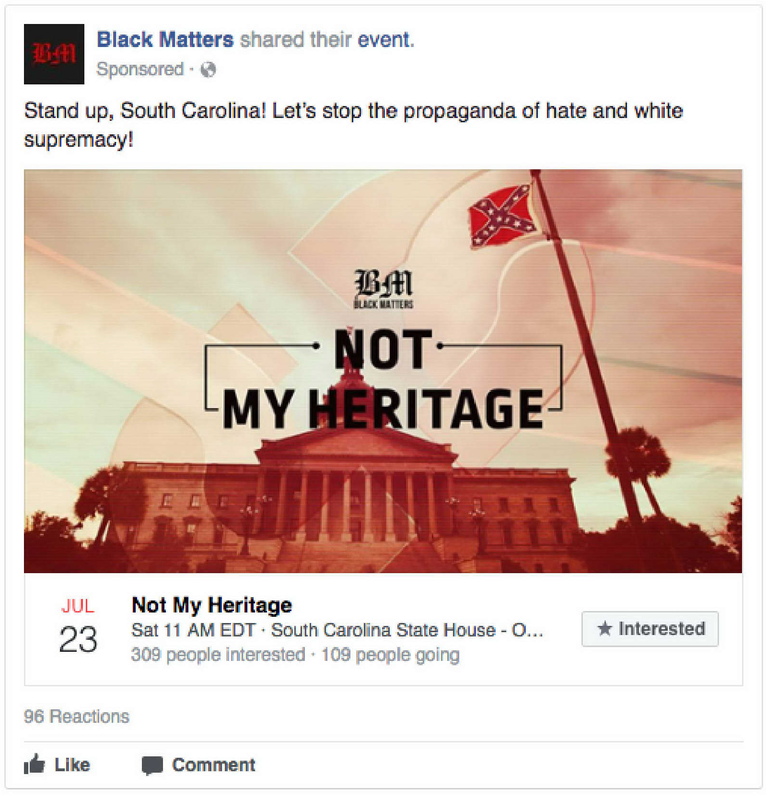 BM
Black Matters shared their event.
Sponsored ·
Stand up, South Carolina! Let's stop the propaganda of hate and white
supremacy!
BM
BLACK MATTERS
NOT
MY HERITAGE
JUL
23
Not My Heritage
Sat 11 AM EDT · South Carolina State House - O...
309 people interested · 109 people going
Interested
96 Reactions
Like
Comment